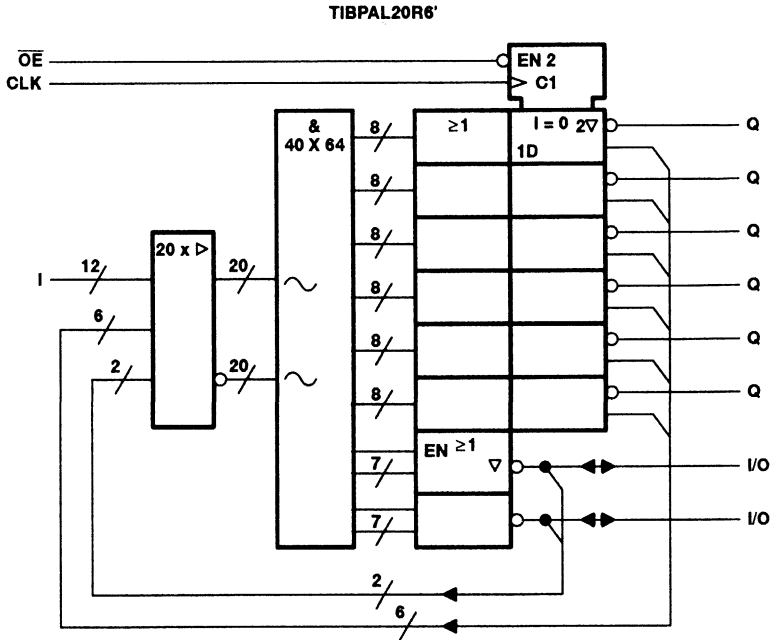 TIBPAL20R6'
OE
CLK
EN 2
C1
&
40 X 64
8
≥1
I = 0 2▽
1D
Q
8
Q
8
Q
20 x ▷
I
12
20
8
Q
6
8
Q
2
20
8
Q
EN ≥1
▽
7
I/O
7
I/O
2
6